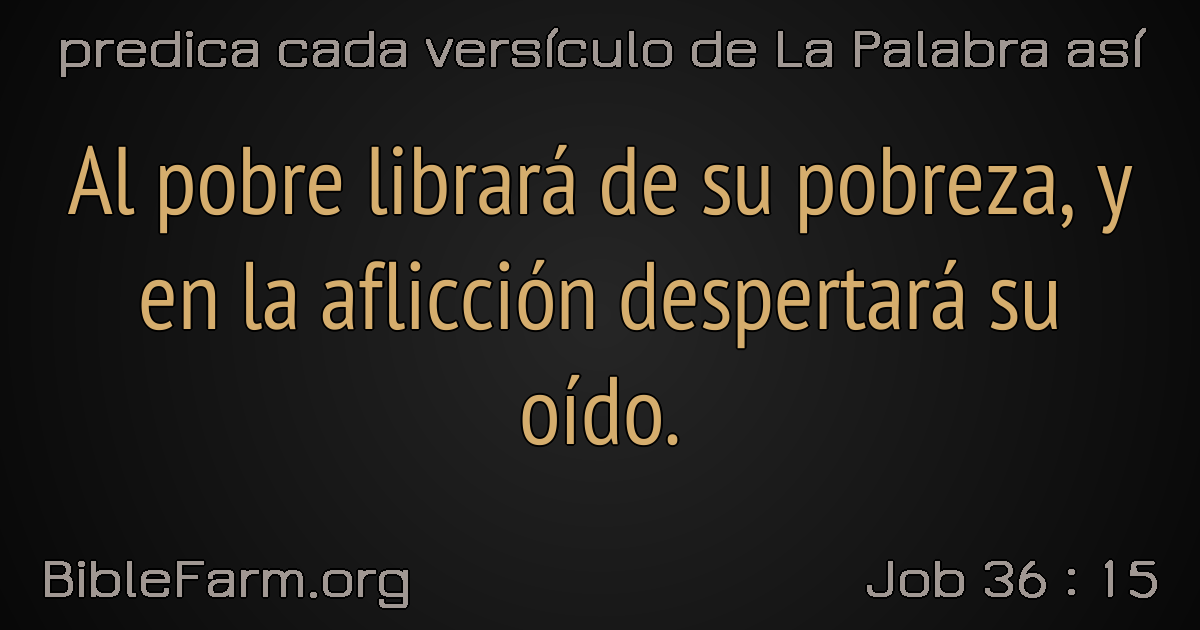 predica cada versículo de La Palabra así
Al pobre librará de su pobreza, y
en la aflicción despertará su
oído.
BibleFarm.org
Job 36 : 15